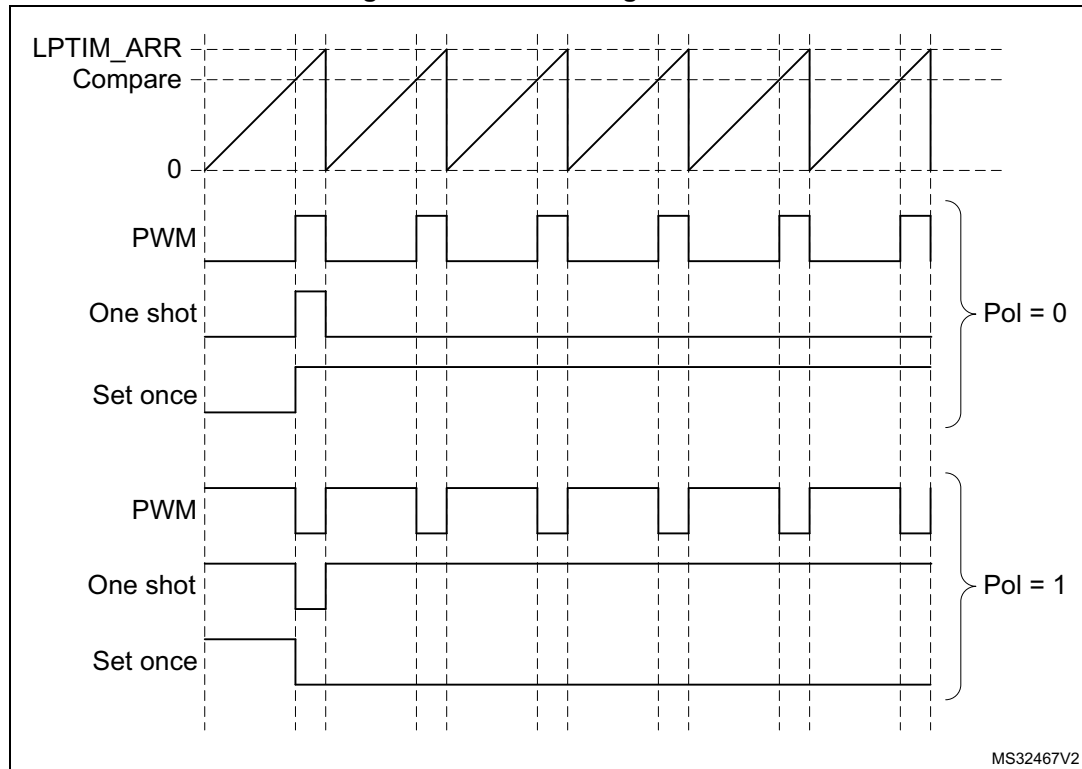 LPTIM_ARR
Compare
0
PWM
One shot
Pol = 0
Set once
PWM
One shot
Pol = 1
Set once
MS32467V2